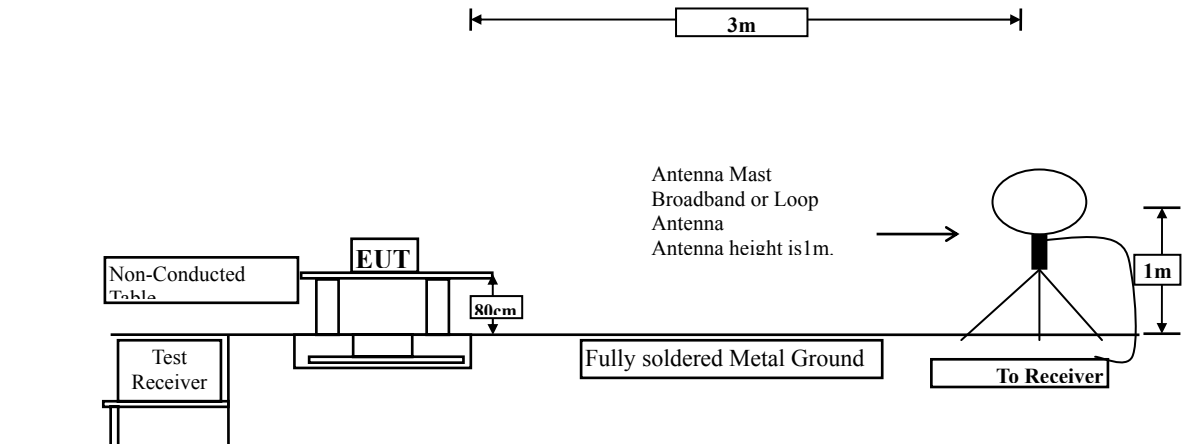 3m
Antenna Mast
Broadband or Loop
Antenna
Antenna height is1m.
EUT
Non-Conducted
Table
80cm
1m
Test
Receiver
Fully soldered Metal Ground
To Receiver